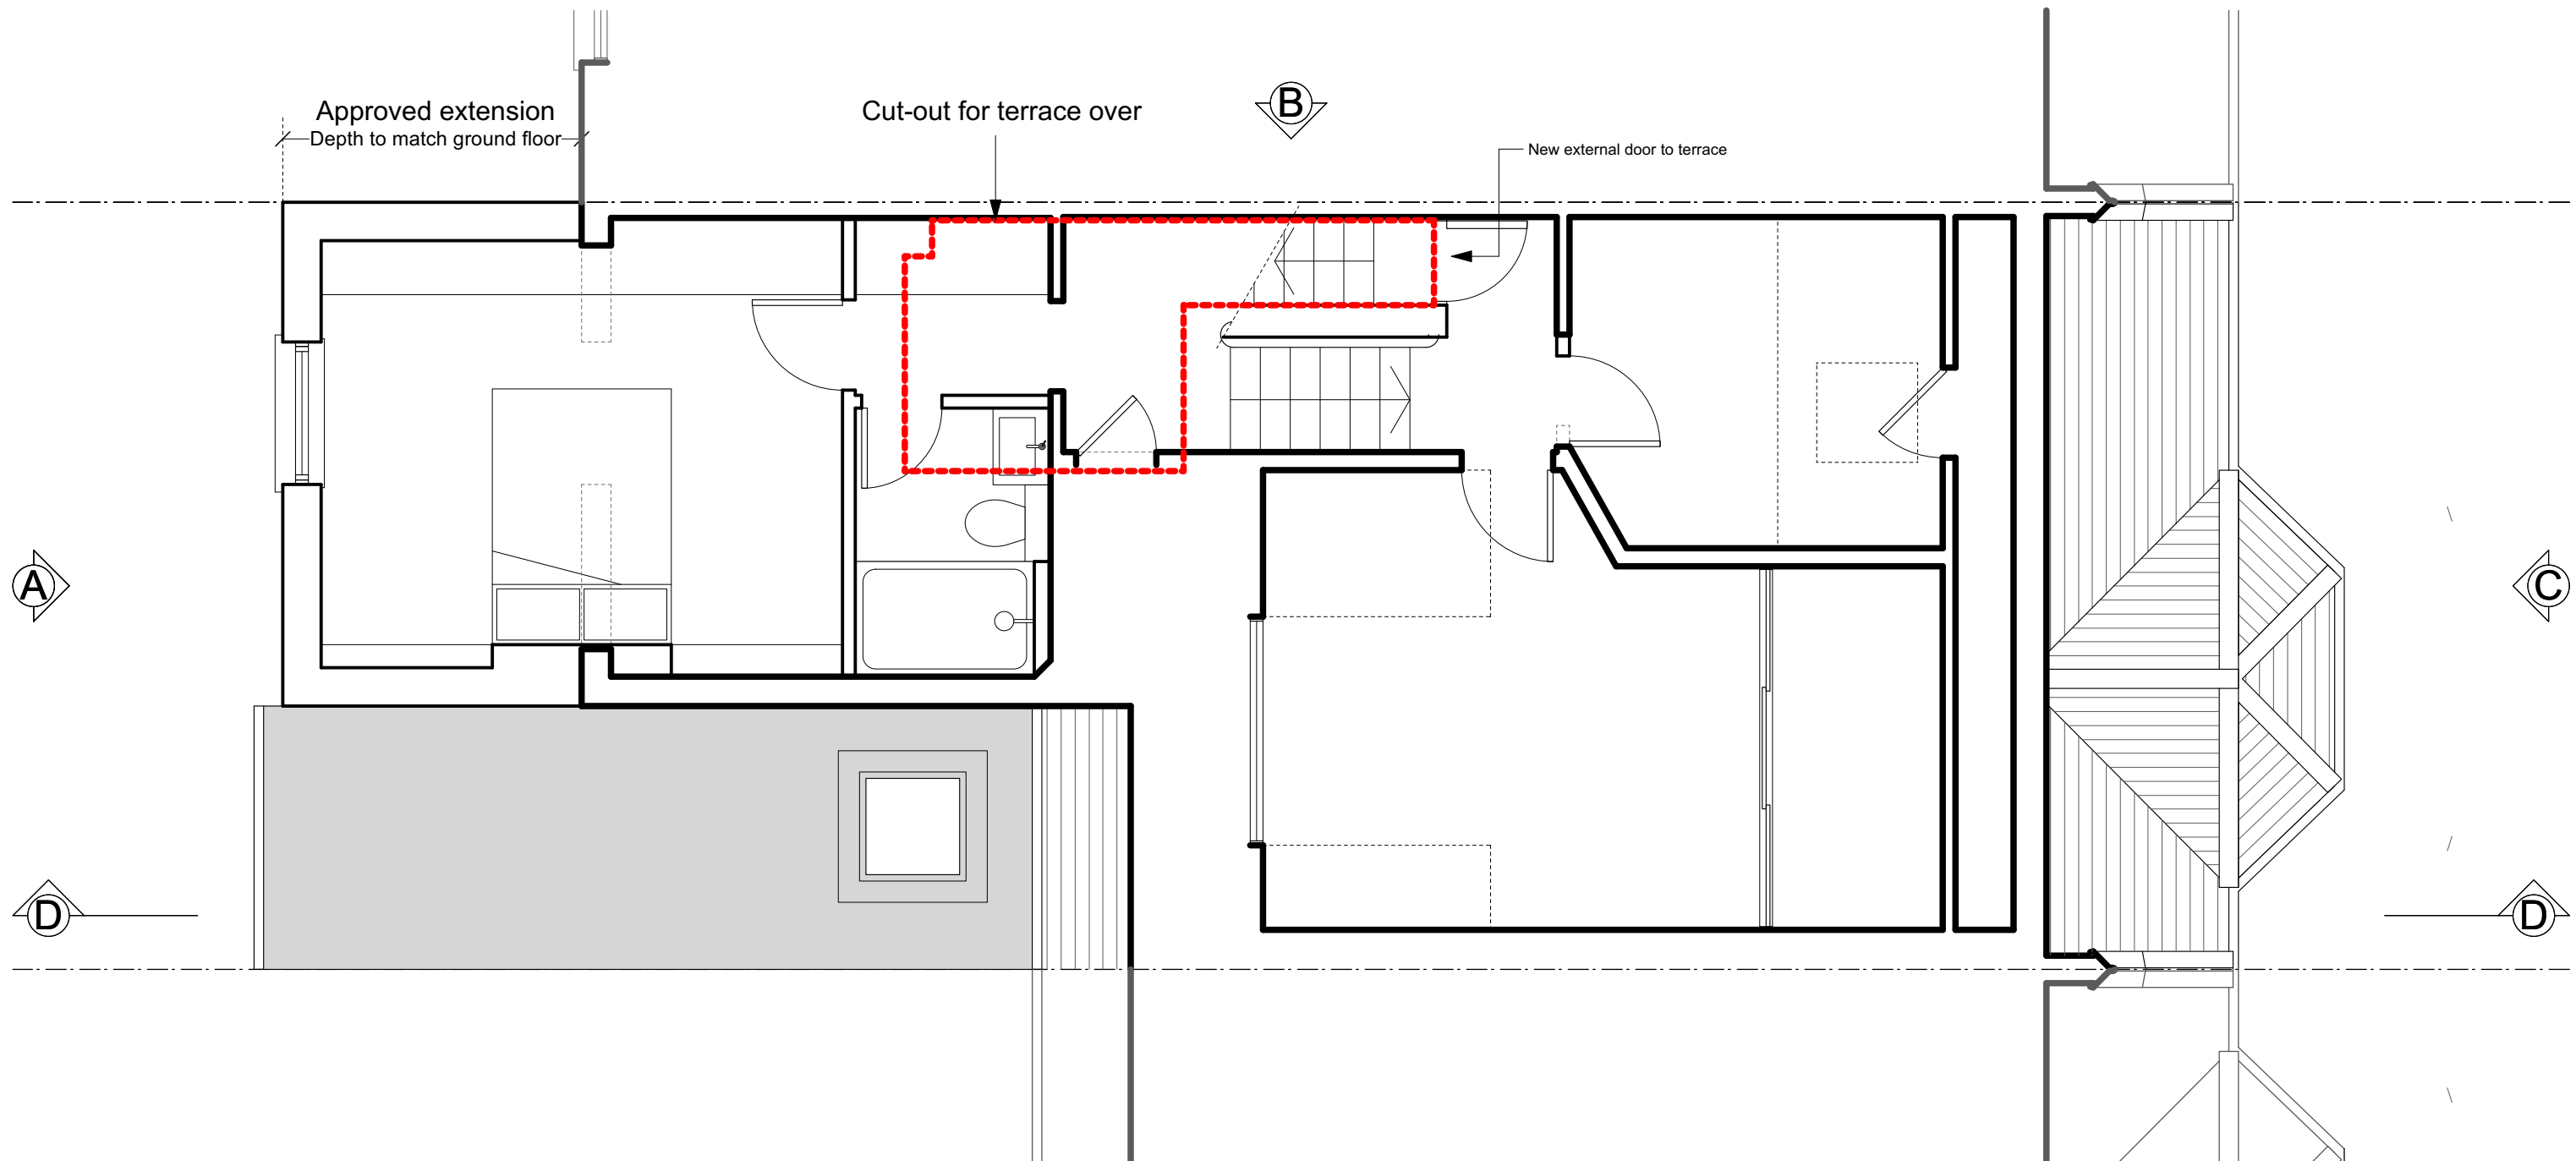 Approved extension
Depth to match ground floor
Cut-out for terrace over
B
New external door to terrace
A
C
D
D